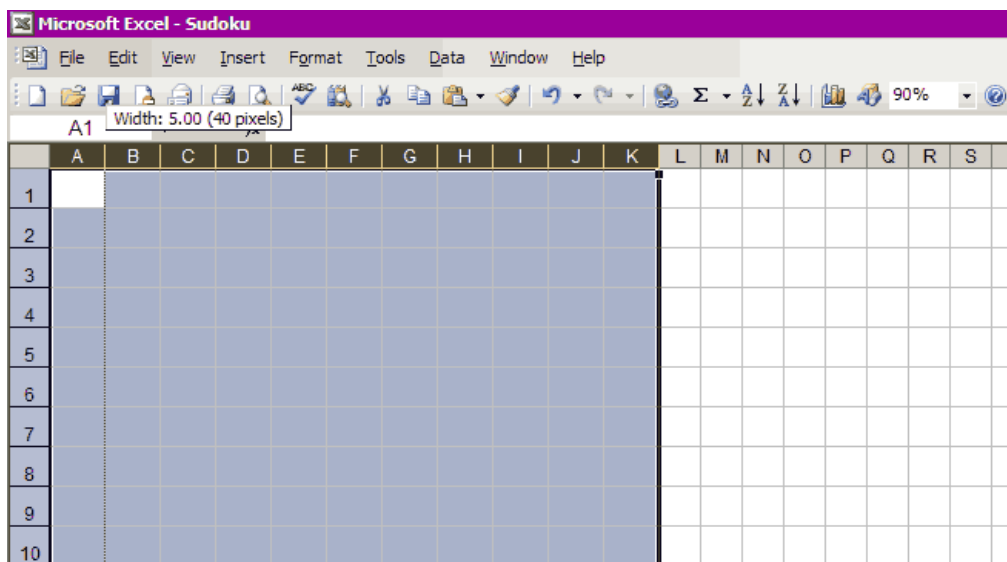 Microsoft Excel - Sudoku
File Edit View Insert Format Tools Data Window Help
ABC Σ A Z Z A 90%
A1 Width: 5.00 (40 pixels)
A B C D E F G H I J K L M N O P Q R S
1
2
3
4
5
6
7
8
9
10